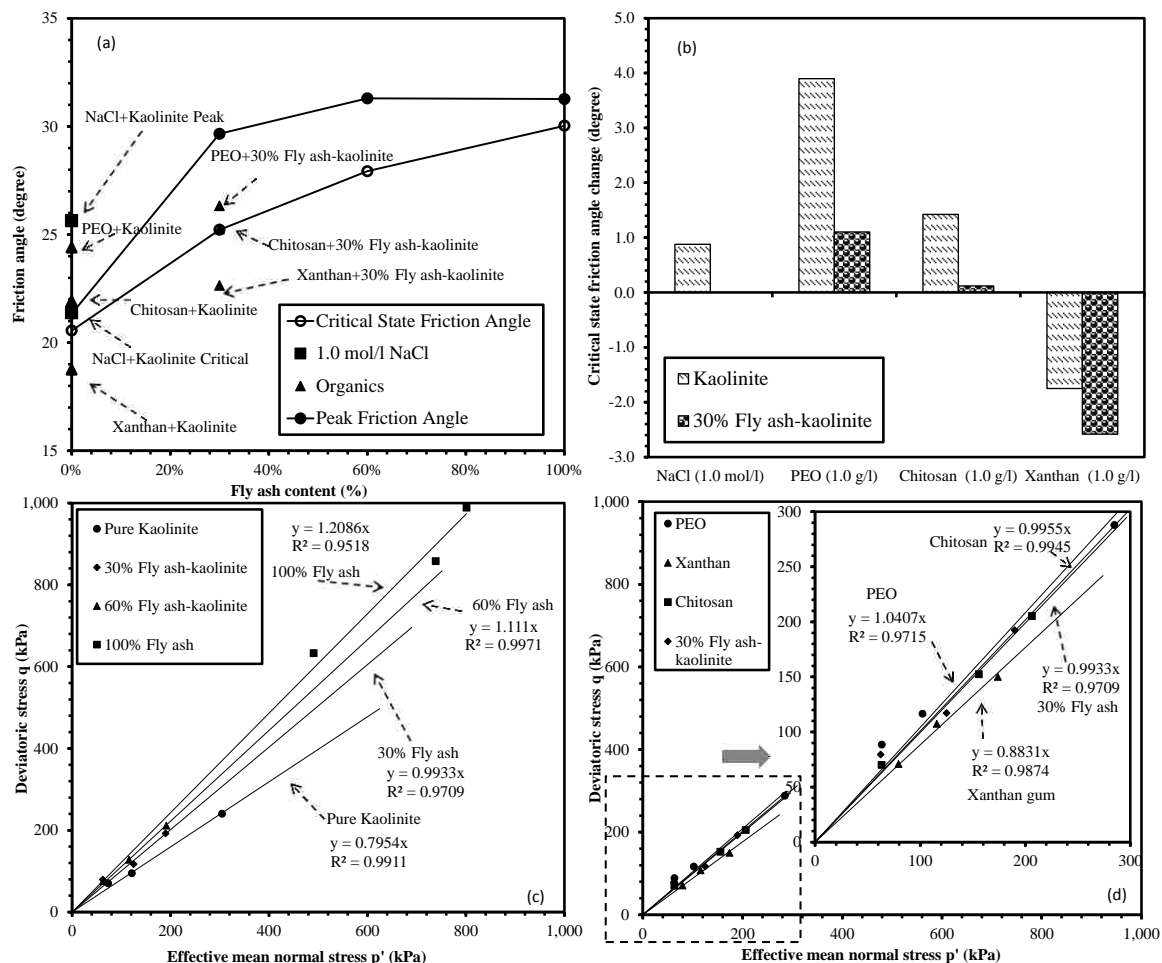 (a)
35
30
25
20
15
Friction angle (degree)
NaCl+Kaolinite Peak
PEO+30% Fly ash-kaolinite
PEO+Kaolinite
Chitosan+30% Fly ash-kaolinite
Xanthan+30% Fly ash-kaolinite
Chitosan+Kaolinite
NaCl+Kaolinite Critical
Xanthan+Kaolinite
Critical State Friction Angle
1.0 mol/l NaCl
Organics
Peak Friction Angle
0% 20% 40% 60% 80% 100%
Fly ash content (%)
(b)
5.0
4.0
3.0
2.0
1.0
0.0
-1.0
-2.0
-3.0
Critical state friction angle change (degree)
Kaolinite
30% Fly ash-kaolinite
NaCl (1.0 mol/l) PEO (1.0 g/l) Chitosan (1.0 g/l) Xanthan (1.0 g/l)
1,000
800
600
400
200
0
Deviatoric stress q (kPa)
Pure Kaolinite
30% Fly ash-kaolinite
60% Fly ash-kaolinite
100% Fly ash
y = 1.2086x
R² = 0.9518
100% Fly ash
60% Fly ash
y = 1.111x
R² = 0.9971
30% Fly ash
y = 0.9933x
R² = 0.9709
Pure Kaolinite
y = 0.7954x
R² = 0.9911
(c)
0 200 400 600 800 1,000
Effective mean normal stress p' (kPa)
1,000
800
600
400
200
0
Deviatoric stress q (kPa)
PEO
Xanthan
Chitosan
30% Fly ash-
kaolinite
300
250
200
150
100
50
0
y = 0.9955x
Chitosan
R² = 0.9945
PEO
y = 1.0407x
R² = 0.9715
y = 0.9933x
R² = 0.9709
30% Fly ash
y = 0.8831x
R² = 0.9874
Xanthan gum
0 100 200 300
(d)
0 200 400 600 800 1,000
Effective mean normal stress p' (kPa)